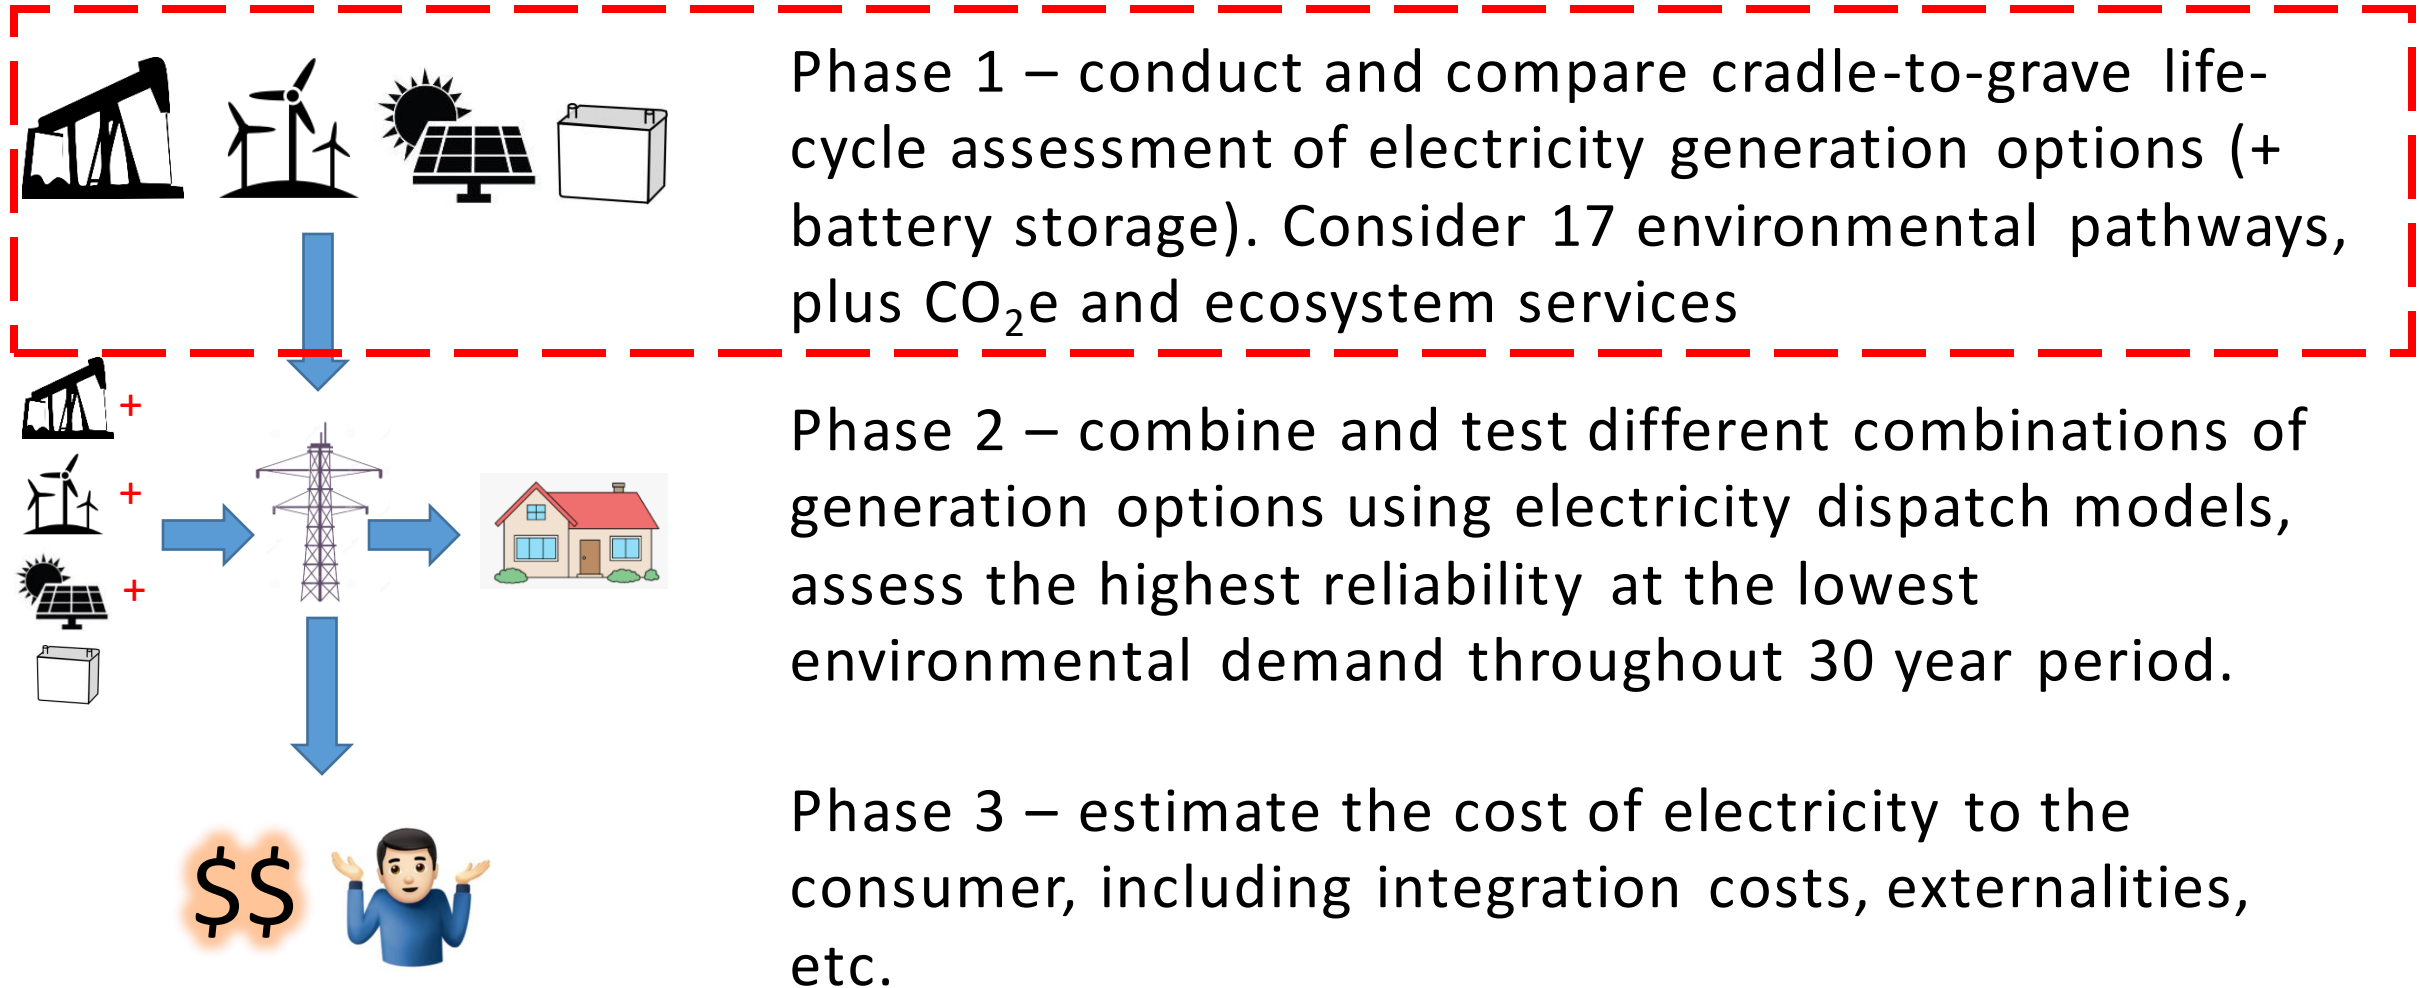 Phase 1 – conduct and compare cradle-to-grave life-
cycle assessment of electricity generation options (+
battery storage). Consider 17 environmental pathways,
plus CO₂e and ecosystem services
+
+
+
Phase 2 – combine and test different combinations of
generation options using electricity dispatch models,
assess the highest reliability at the lowest
environmental demand throughout 30 year period.
$$
Phase 3 – estimate the cost of electricity to the
consumer, including integration costs, externalities,
etc.